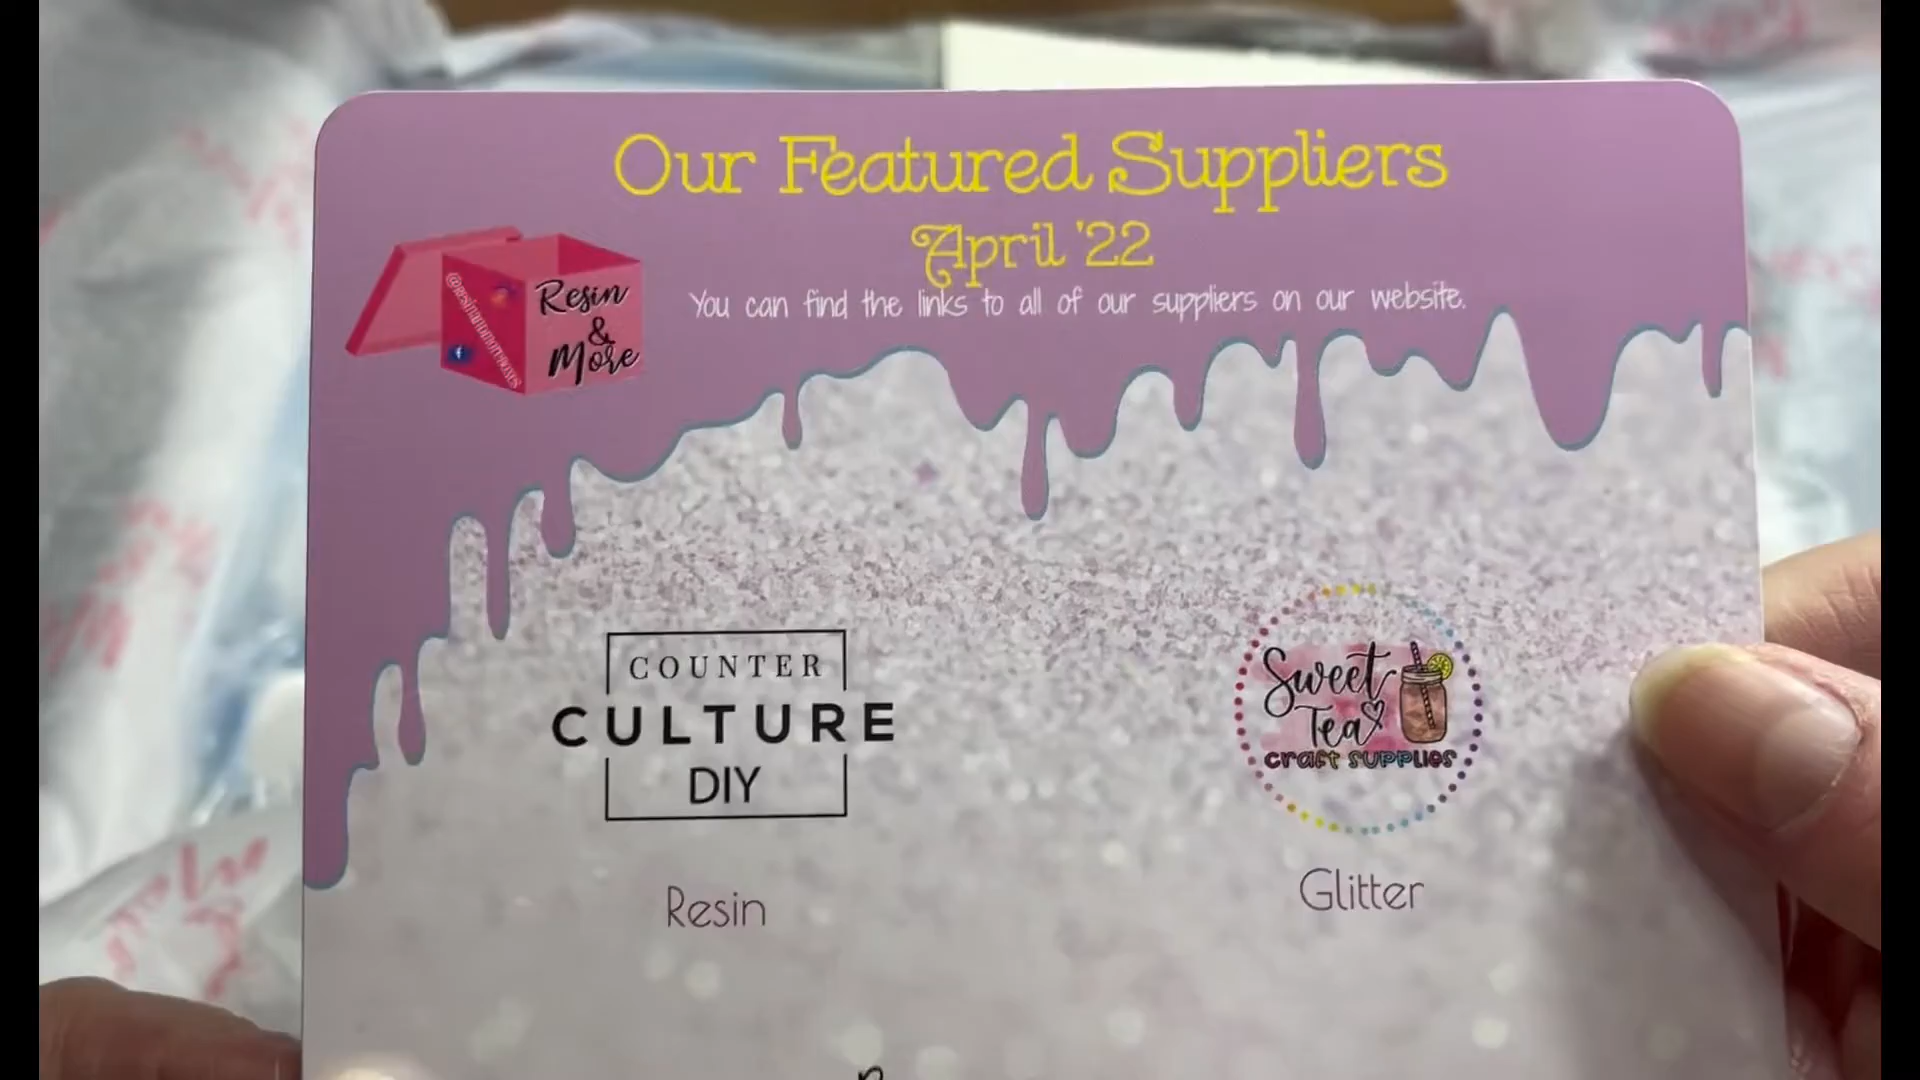 Our Featured Suppliers
April '22
You can find the links to all of our suppliers on our website.
Resin
&
More
COUNTER
CULTURE
DIY
Resin
Sweet
Tea
craft supplies
Glitter